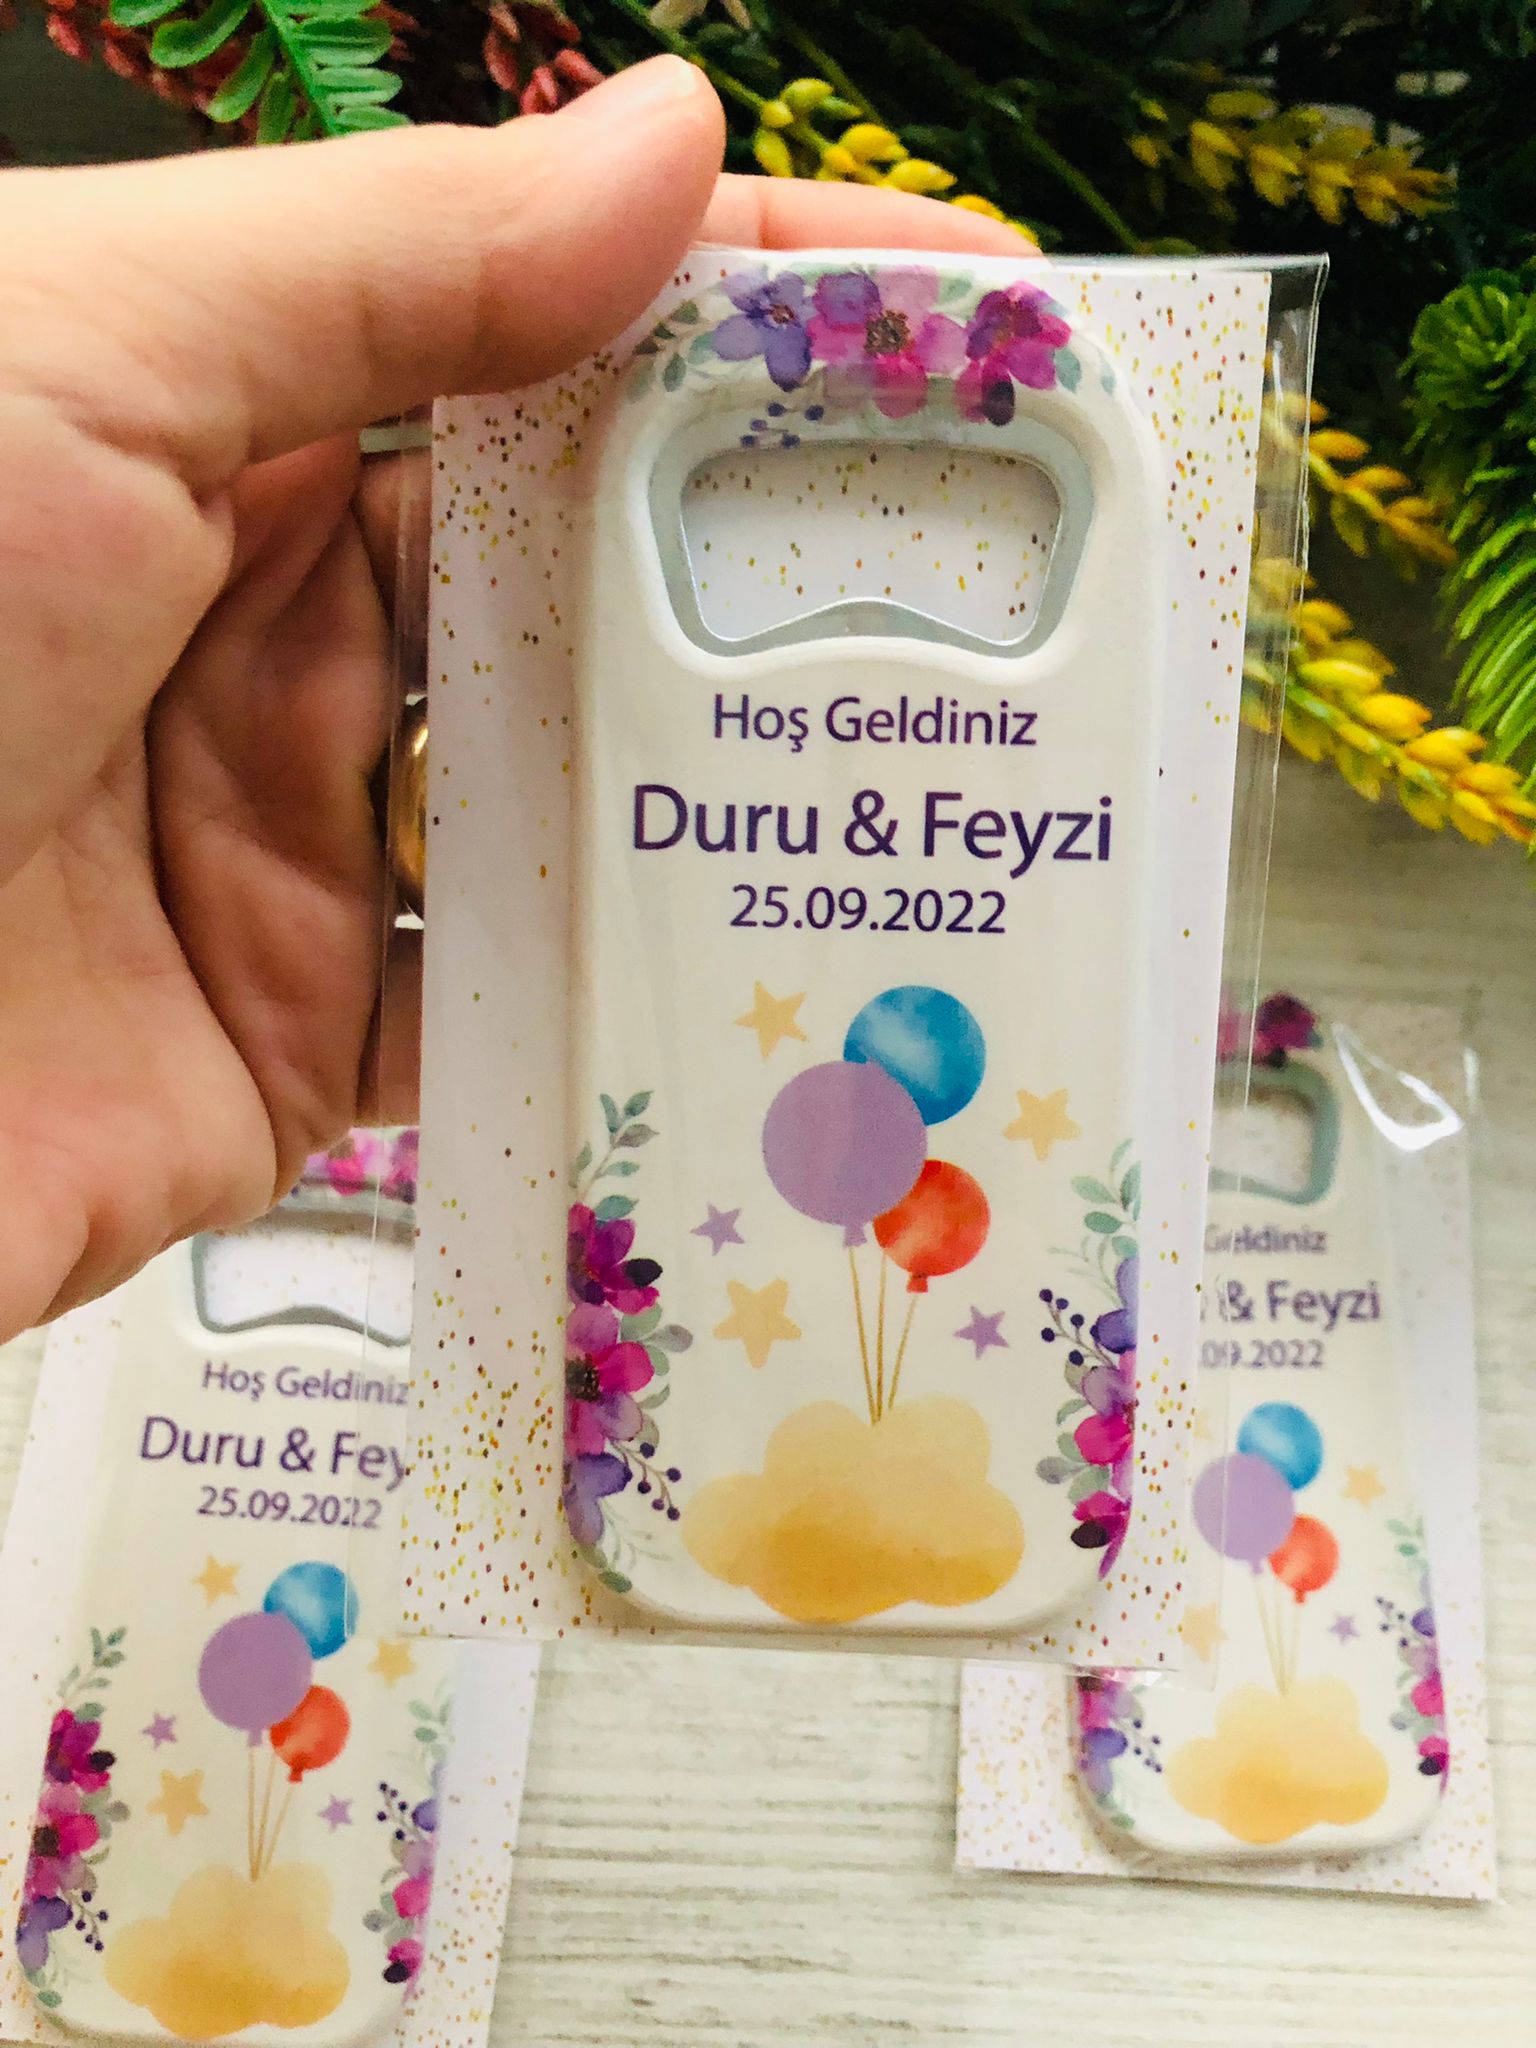 Hoş Geldiniz
Duru & Feyzi
25.09.2022
Geldiniz
& Feyzi
.09.2022
Hoş Geldiniz
Duru & Fey
25.09.2022